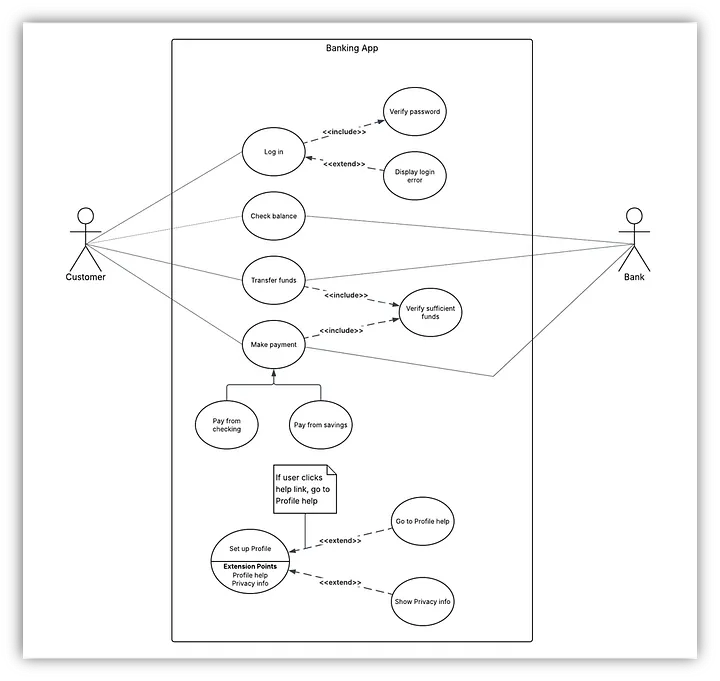 Banking App
Verify password
<<include>>
Log in
<<extend>>
Display login
error
Check balance
Customer
Bank
Transfer funds
<<include>>
Verify sufficient
funds
<<include>>
Make payment
Pay from
checking
Pay from savings
If user clicks
help link, go to
Profile help
Go to Profile help
<<extend>>
Set up Profile
Extension Points
Profile help
Privacy info
<<extend>>
Show Privacy info